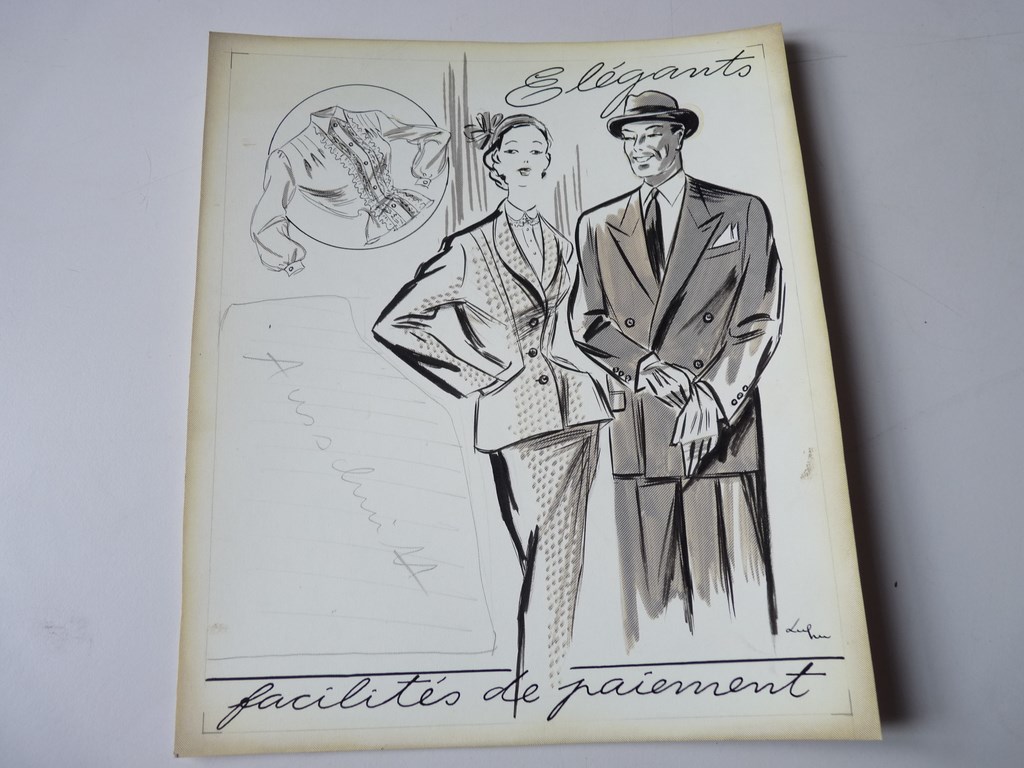 Elégants
facilités de paiement